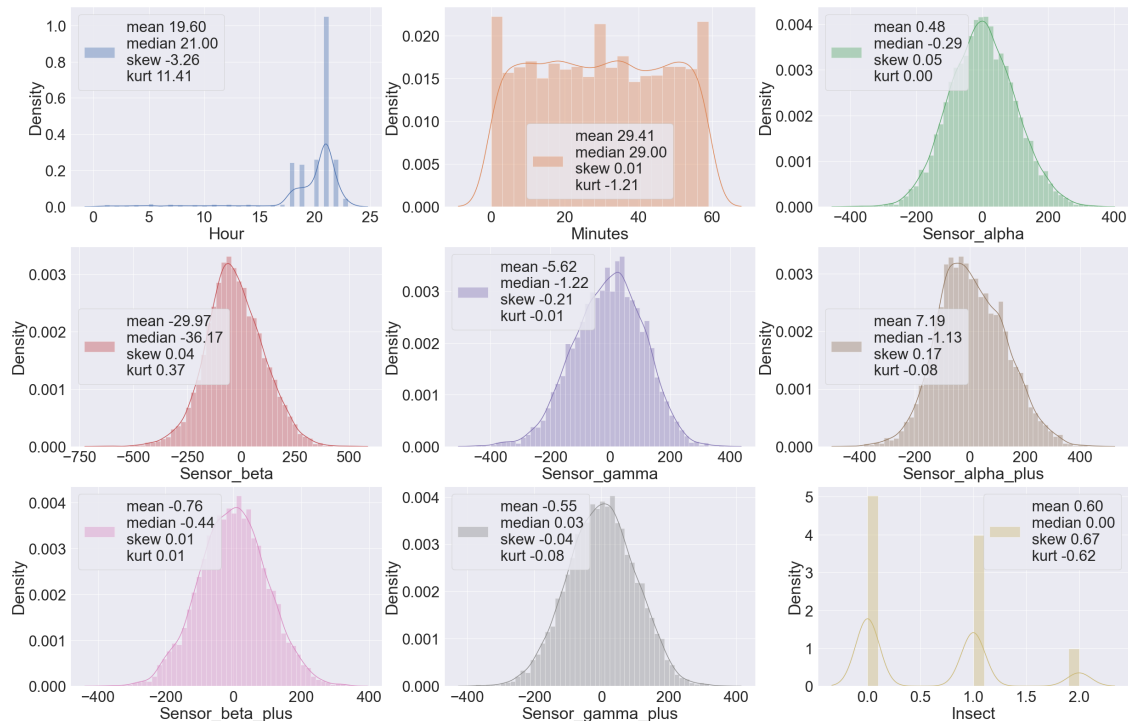 mean 19.60
median 21.00
skew -3.26
kurt 11.41
Density
1.0
0.8
0.6
0.4
0.2
0.0
0 5 10 15 20 25
Hour
mean 29.41
median 29.00
skew 0.01
kurt -1.21
Density
0.020
0.015
0.010
0.005
0.000
0 20 40 60
Minutes
mean 0.48
median -0.29
skew 0.05
kurt 0.00
Density
0.004
0.003
0.002
0.001
0.000
−400 −200 0 200 400
Sensor_alpha
mean -29.97
median -36.17
skew 0.04
kurt 0.37
Density
0.003
0.002
0.001
0.000
−750 −500 −250 0 250 500
Sensor_beta
mean -5.62
median -1.22
skew -0.21
kurt -0.01
Density
0.003
0.002
0.001
0.000
−400 −200 0 200 400
Sensor_gamma
mean 7.19
median -1.13
skew 0.17
kurt -0.08
Density
0.003
0.002
0.001
0.000
−400 −200 0 200 400
Sensor_alpha_plus
mean -0.76
median -0.44
skew 0.01
kurt 0.01
Density
0.004
0.003
0.002
0.001
0.000
−400 −200 0 200 400
Sensor_beta_plus
mean -0.55
median 0.03
skew -0.04
kurt -0.08
Density
0.004
0.003
0.002
0.001
0.000
−400 −200 0 200 400
Sensor_gamma_plus
mean 0.60
median 0.00
skew 0.67
kurt -0.62
Density
5
4
3
2
1
0
0.0 0.5 1.0 1.5 2.0
Insect